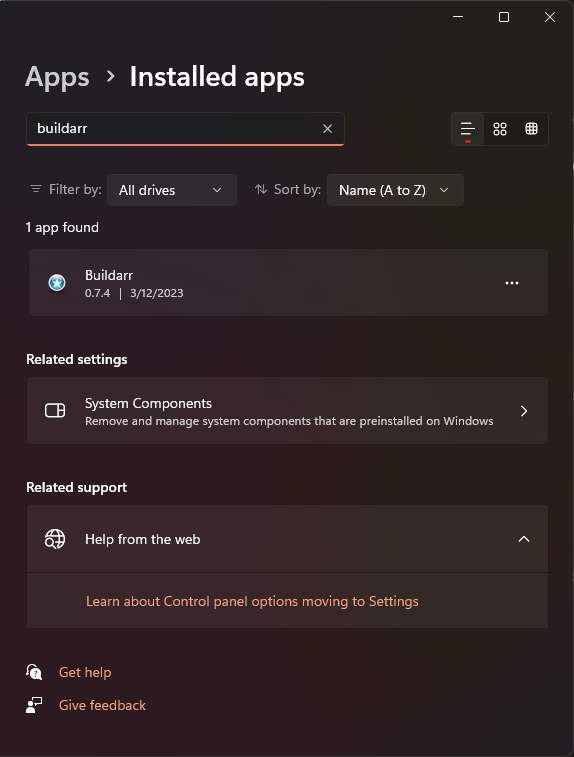 Apps > Installed apps
buildarr
Filter by: All drives Sort by: Name (A to Z)
1 app found
Buildarr
0.7.4 | 3/12/2023
Related settings
System Components
Remove and manage system components that are preinstalled on Windows
Related support
Help from the web
Learn about Control panel options moving to Settings
Get help
Give feedback